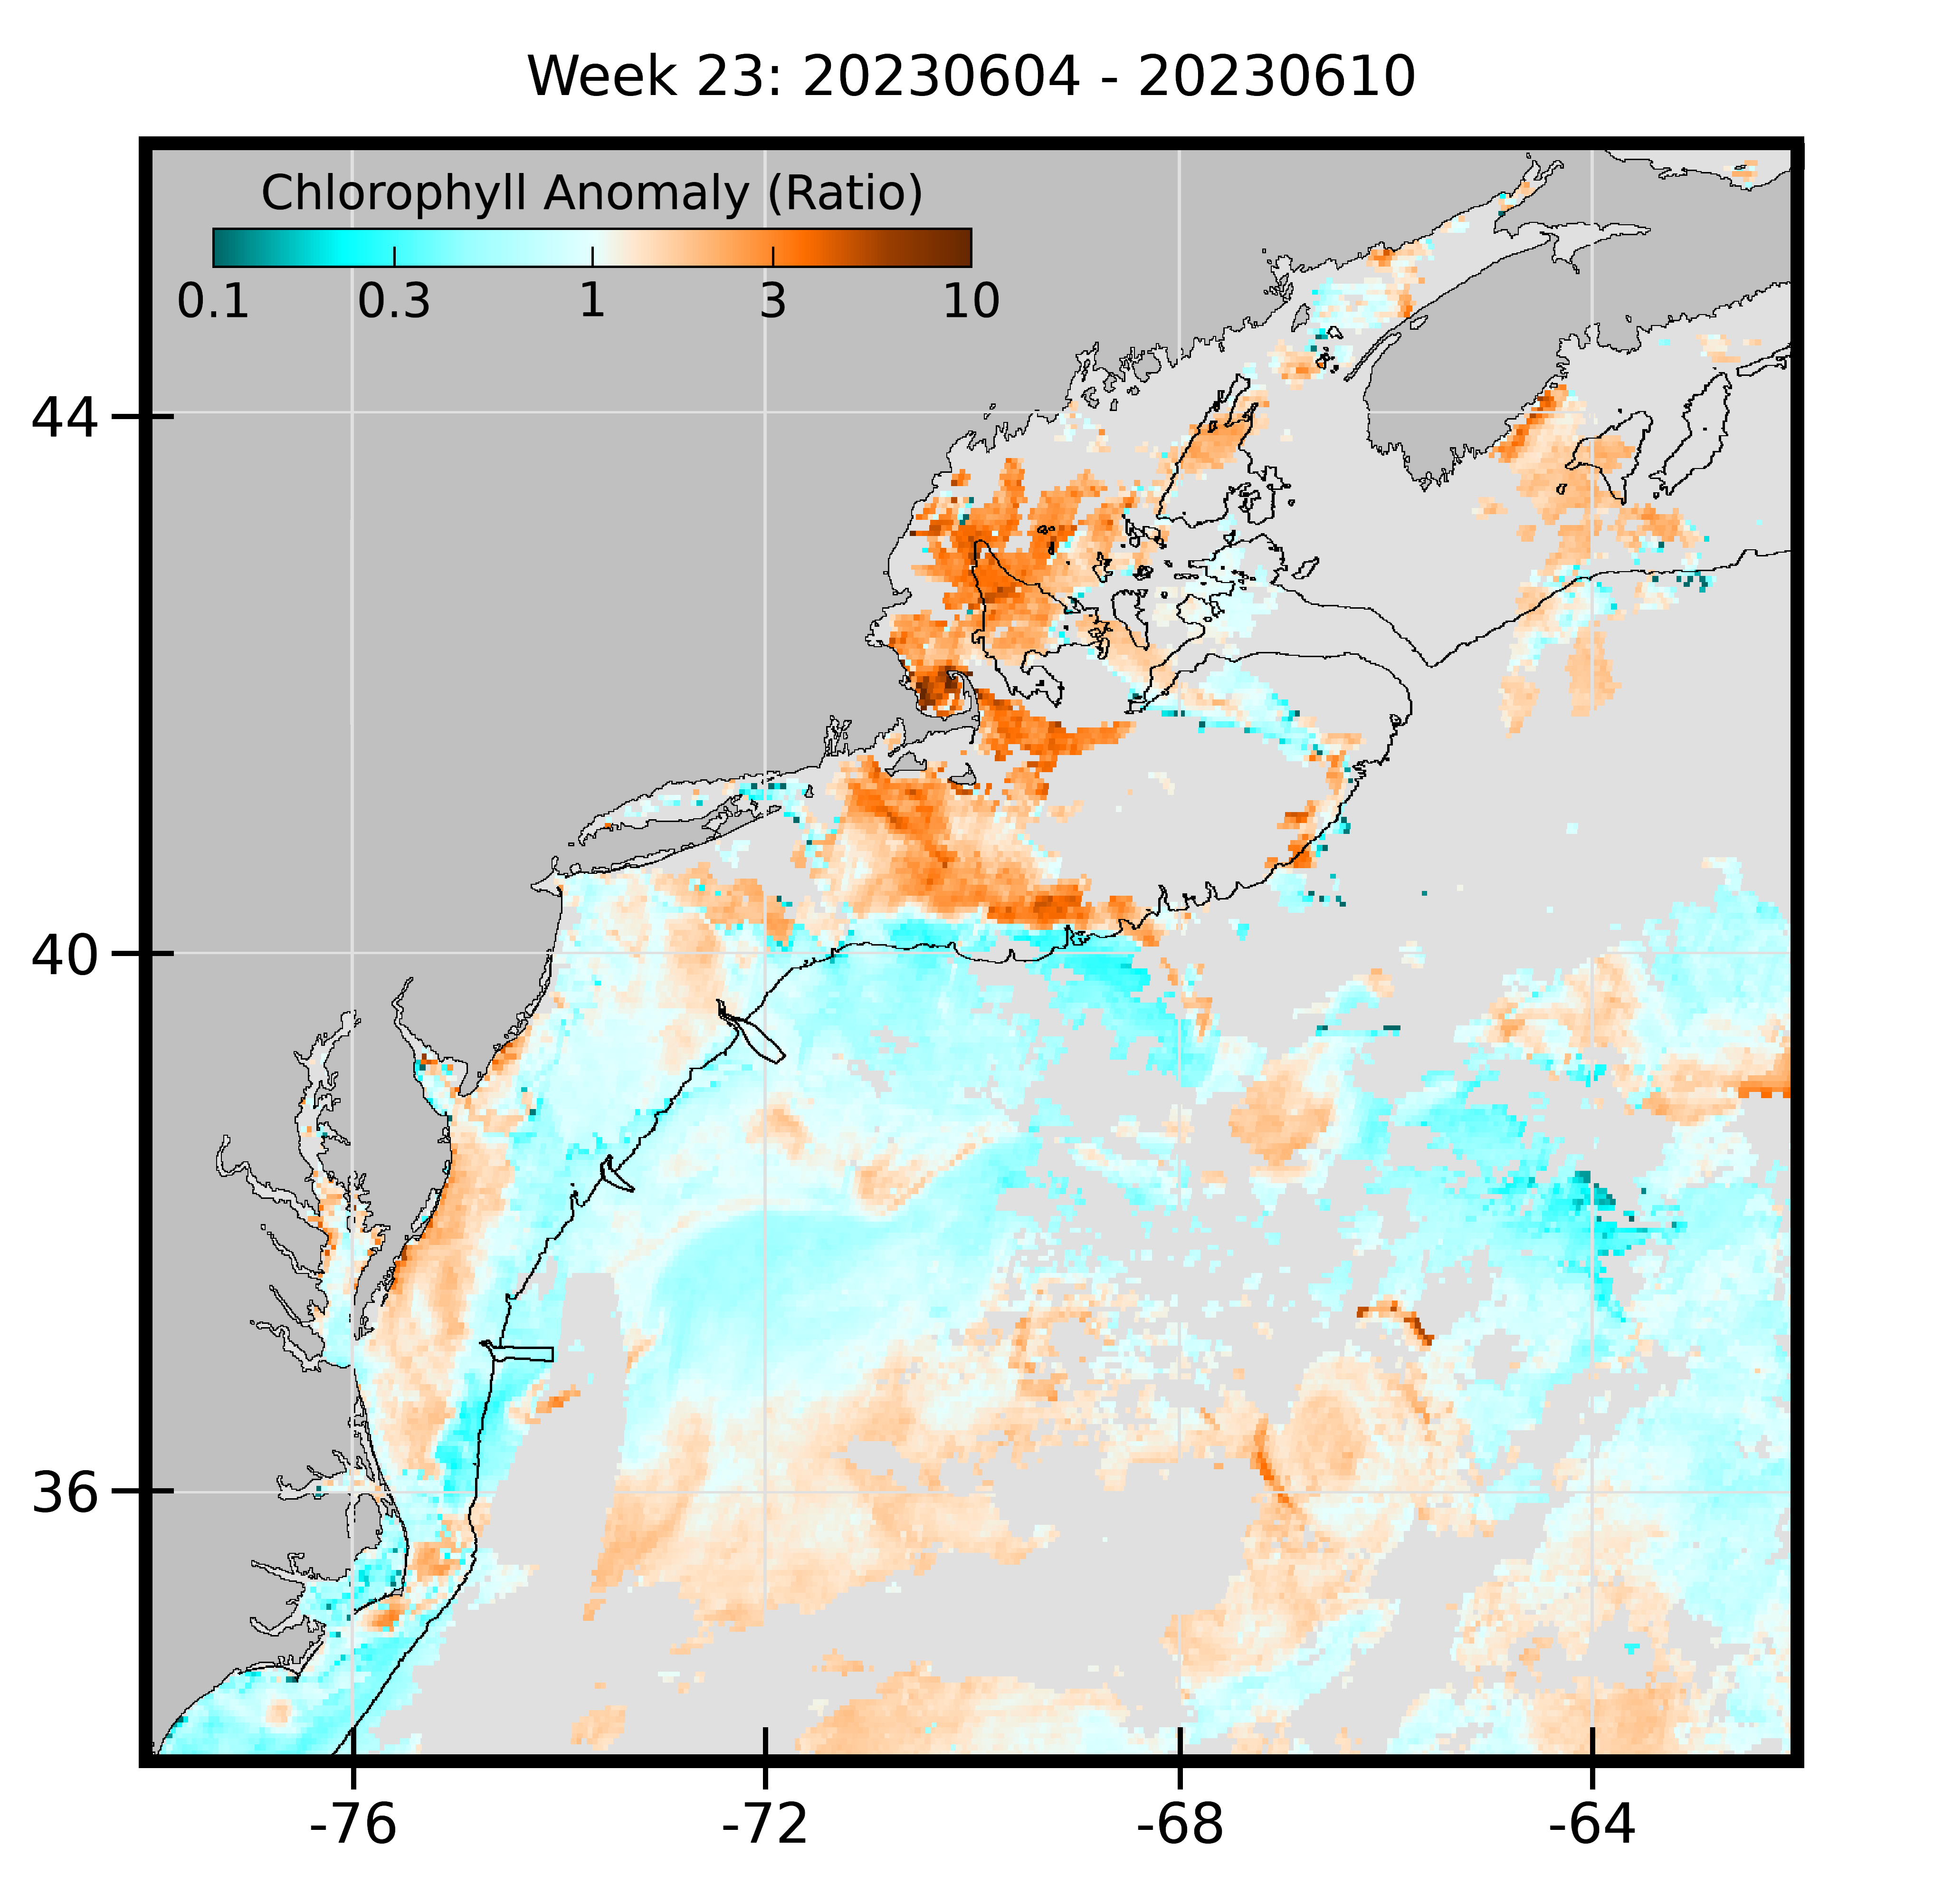 Week 23: 20230604 - 20230610
Chlorophyll Anomaly (Ratio)
0.1 0.3 1 3 10
44
40
36
-76 -72 -68 -64